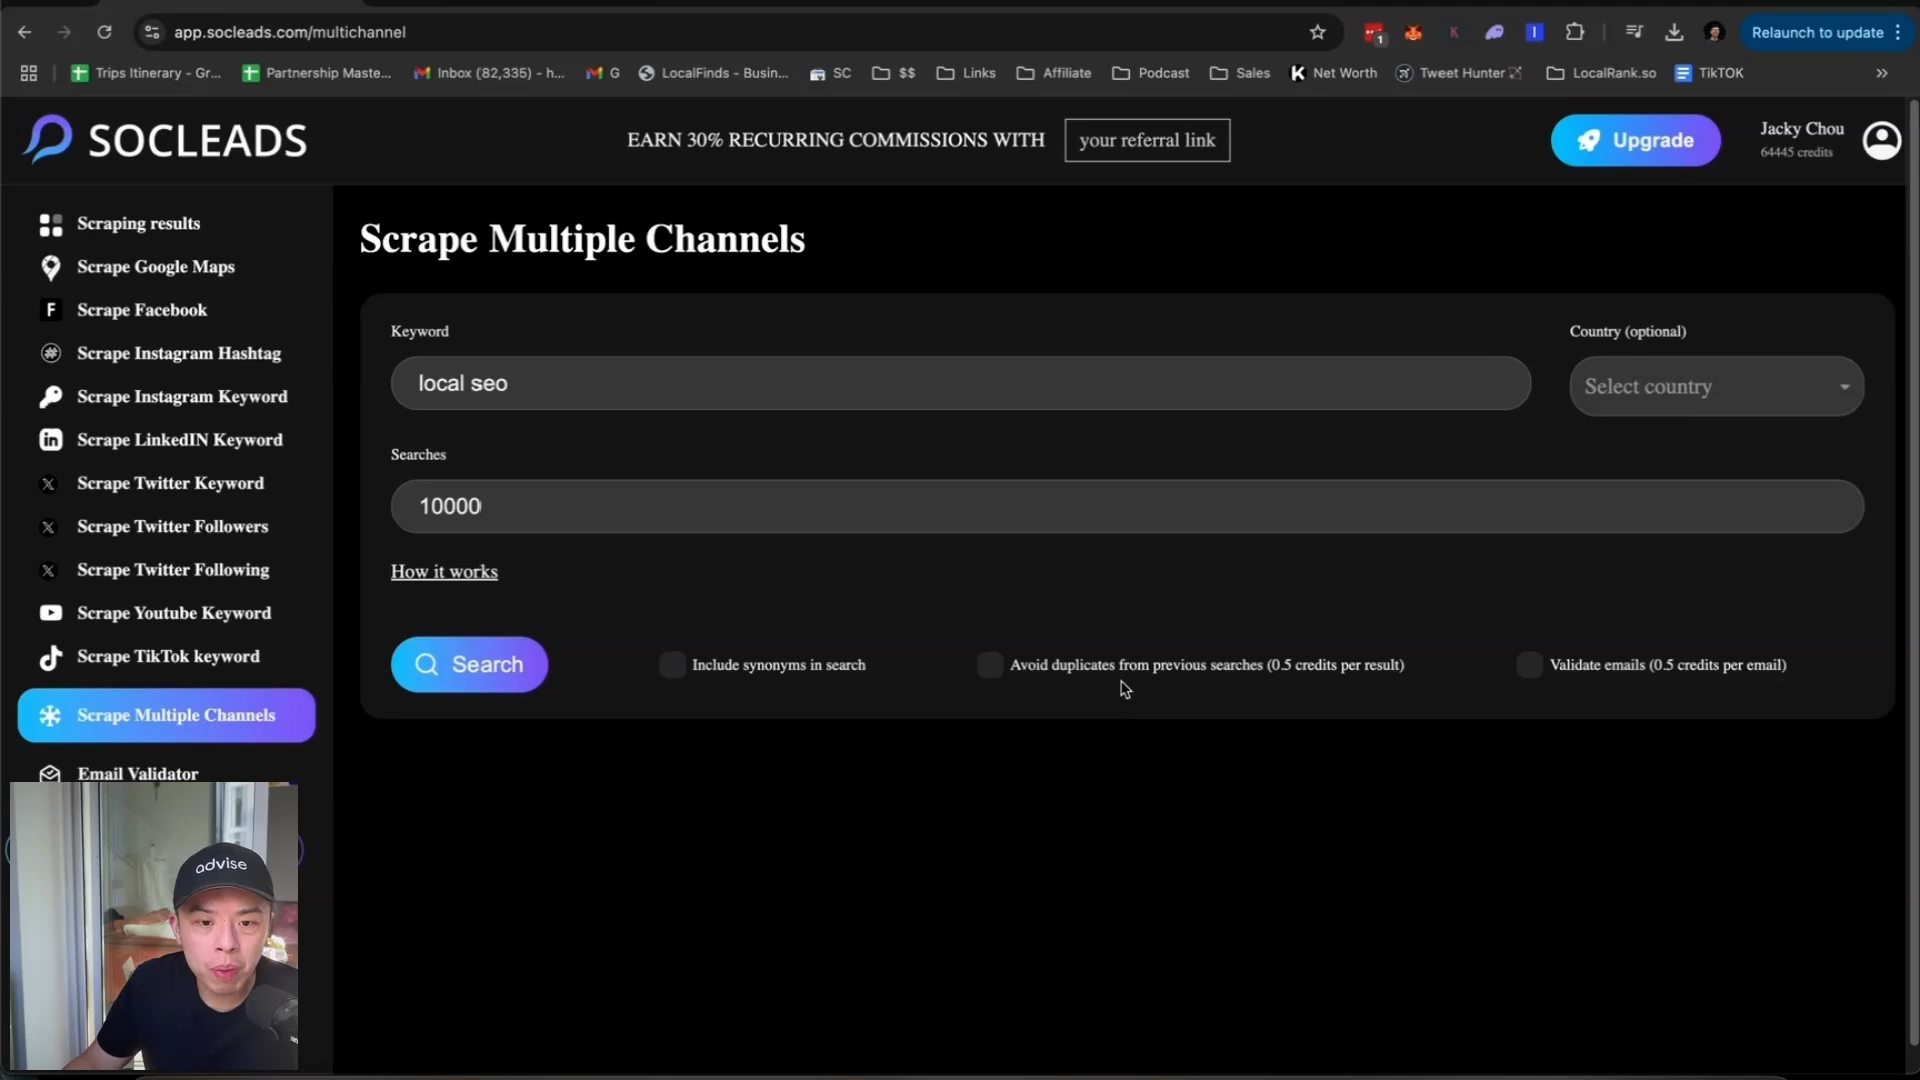 app.socleads.com/multichannel
1
Relaunch to update
Trips Itinerary - Gr...
Partnership Maste...
Inbox (82,335) - h...
G
LocalFinds - Busin...
SC
$$
Links
Affiliate
Podcast
Sales
Net Worth
Tweet Hunter
LocalRank.so
TikTOK
SOCLEADS
EARN 30% RECURRING COMMISSIONS WITH
your referral link
Upgrade
Jacky Chou
64445 credits
Scraping results
Scrape Google Maps
Scrape Facebook
Scrape Instagram Hashtag
Scrape Instagram Keyword
Scrape LinkedIN Keyword
Scrape Twitter Keyword
Scrape Twitter Followers
Scrape Twitter Following
Scrape Youtube Keyword
Scrape TikTok keyword
Scrape Multiple Channels
Email Validator
Scrape Multiple Channels
Keyword
Country (optional)
local seo
Select country
Searches
10000
How it works
Search
Include synonyms in search
Avoid duplicates from previous searches (0.5 credits per result)
Validate emails (0.5 credits per email)
advise